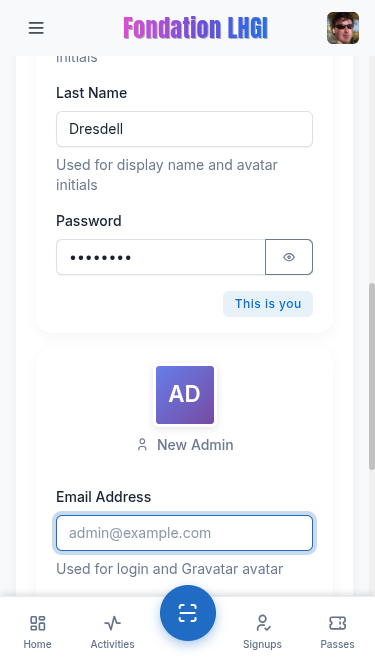 Fondation LHGI
initials
Last Name
Dresdell
Used for display name and avatar
initials
Password
••••••••
This is you
AD
New Admin
Email Address
admin@example.com
Used for login and Gravatar avatar
Home
Activities
Signups
Passes